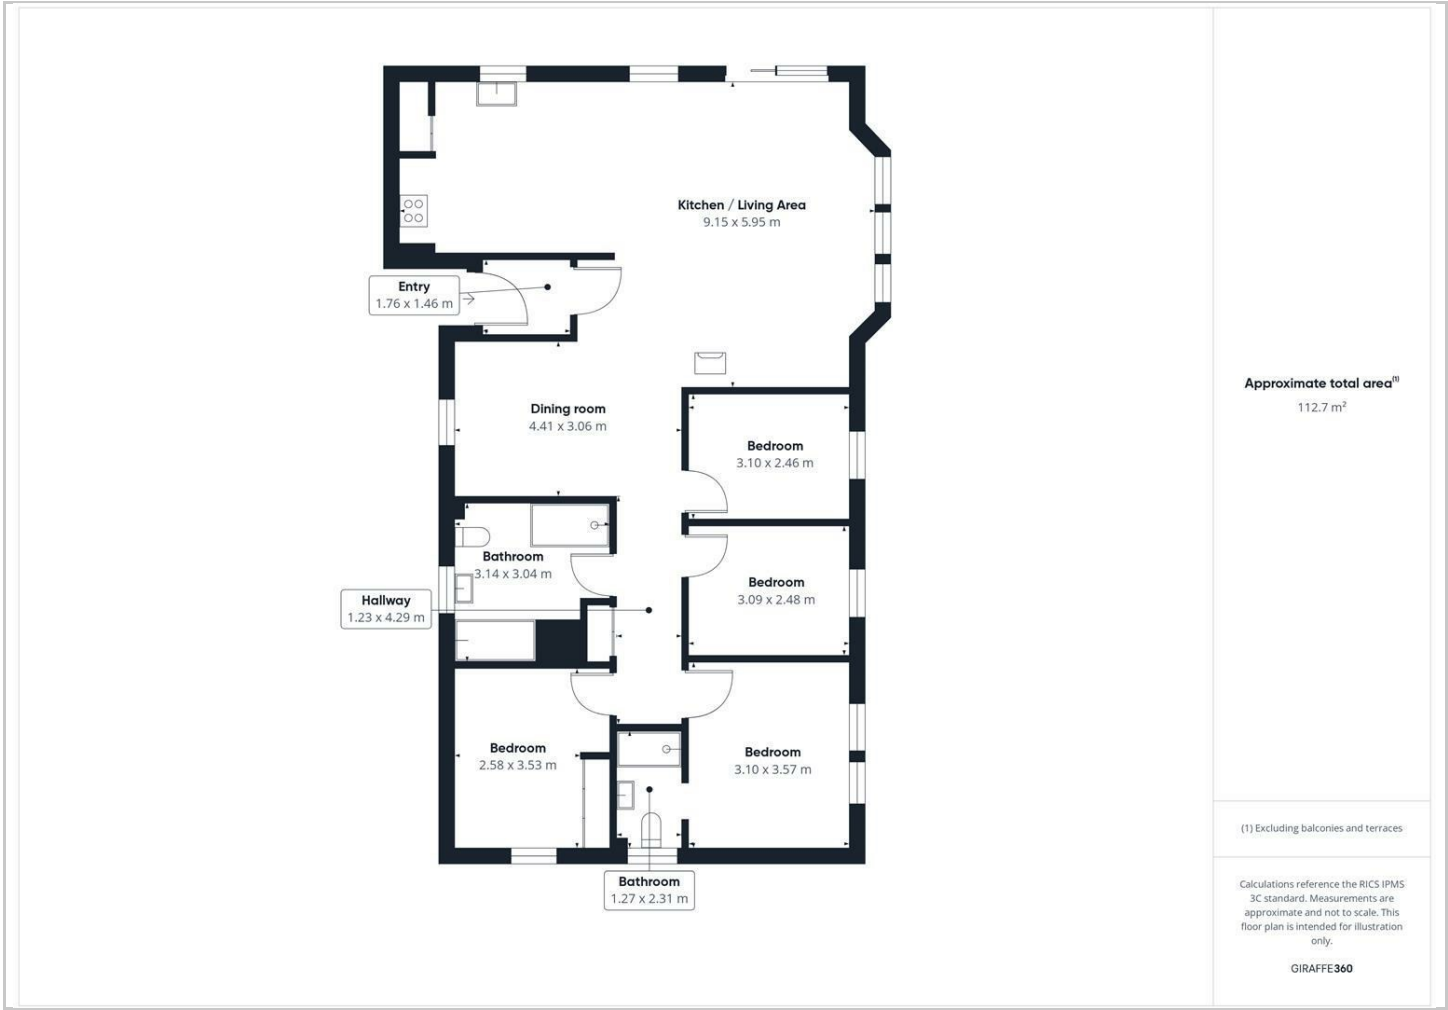 Kitchen / Living Area
9.15 x 5.95 m
Entry
1.76 x 1.46 m
Dining room
4.41 x 3.06 m
Bedroom
3.10 x 2.46 m
Bathroom
3.14 x 3.04 m
Bedroom
3.09 x 2.48 m
Hallway
1.23 x 4.29 m
Bedroom
2.58 x 3.53 m
Bedroom
3.10 x 3.57 m
Bathroom
1.27 x 2.31 m
Approximate total area(1)
112.7 m²
(1) Excluding balconies and terraces
Calculations reference the RICS IPMS
3C standard. Measurements are
approximate and not to scale. This
floor plan is intended for illustration
only.
GIRAFFE360